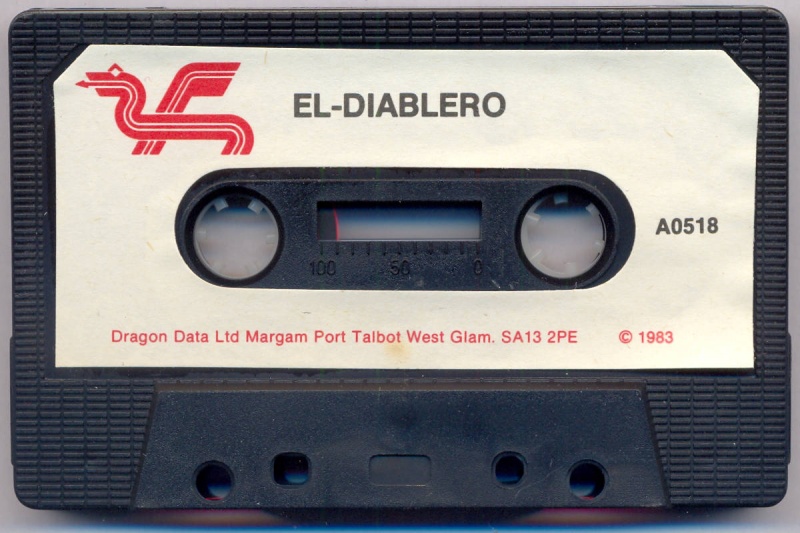 EL-DIABLERO
A0518
100 50 0
Dragon Data Ltd Margam Port Talbot West Glam. SA13 2PE © 1983